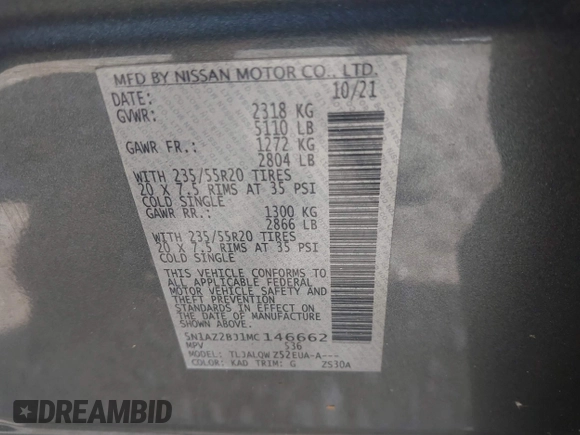 MFD BY NISSAN MOTOR CO., LTD.
DATE: 10/21
GVWR: 2318 KG
5110 LB
GAWR FR.: 1272 KG
2804 LB
WITH 235/55R20 TIRES
20 X 7.5 RIMS AT 35 PSI
COLD SINGLE
GAWR RR.: 1300 KG
2866 LB
WITH 235/55R20 TIRES
20 X 7.5 RIMS AT 35 PSI
COLD SINGLE
THIS VEHICLE CONFORMS TO
ALL APPLICABLE FEDERAL
MOTOR VEHICLE SAFETY AND
THEFT PREVENTION
STANDARDS IN EFFECT ON
THE DATE OF MANUFACTURE
SHOWN ABOVE.
5N1AZ2BJ1MC146662
MPV 536
MODEL: TLJALQWZ52EUA-A---
COLOR: KAD TRIM: G ZS30A
DREAMBID